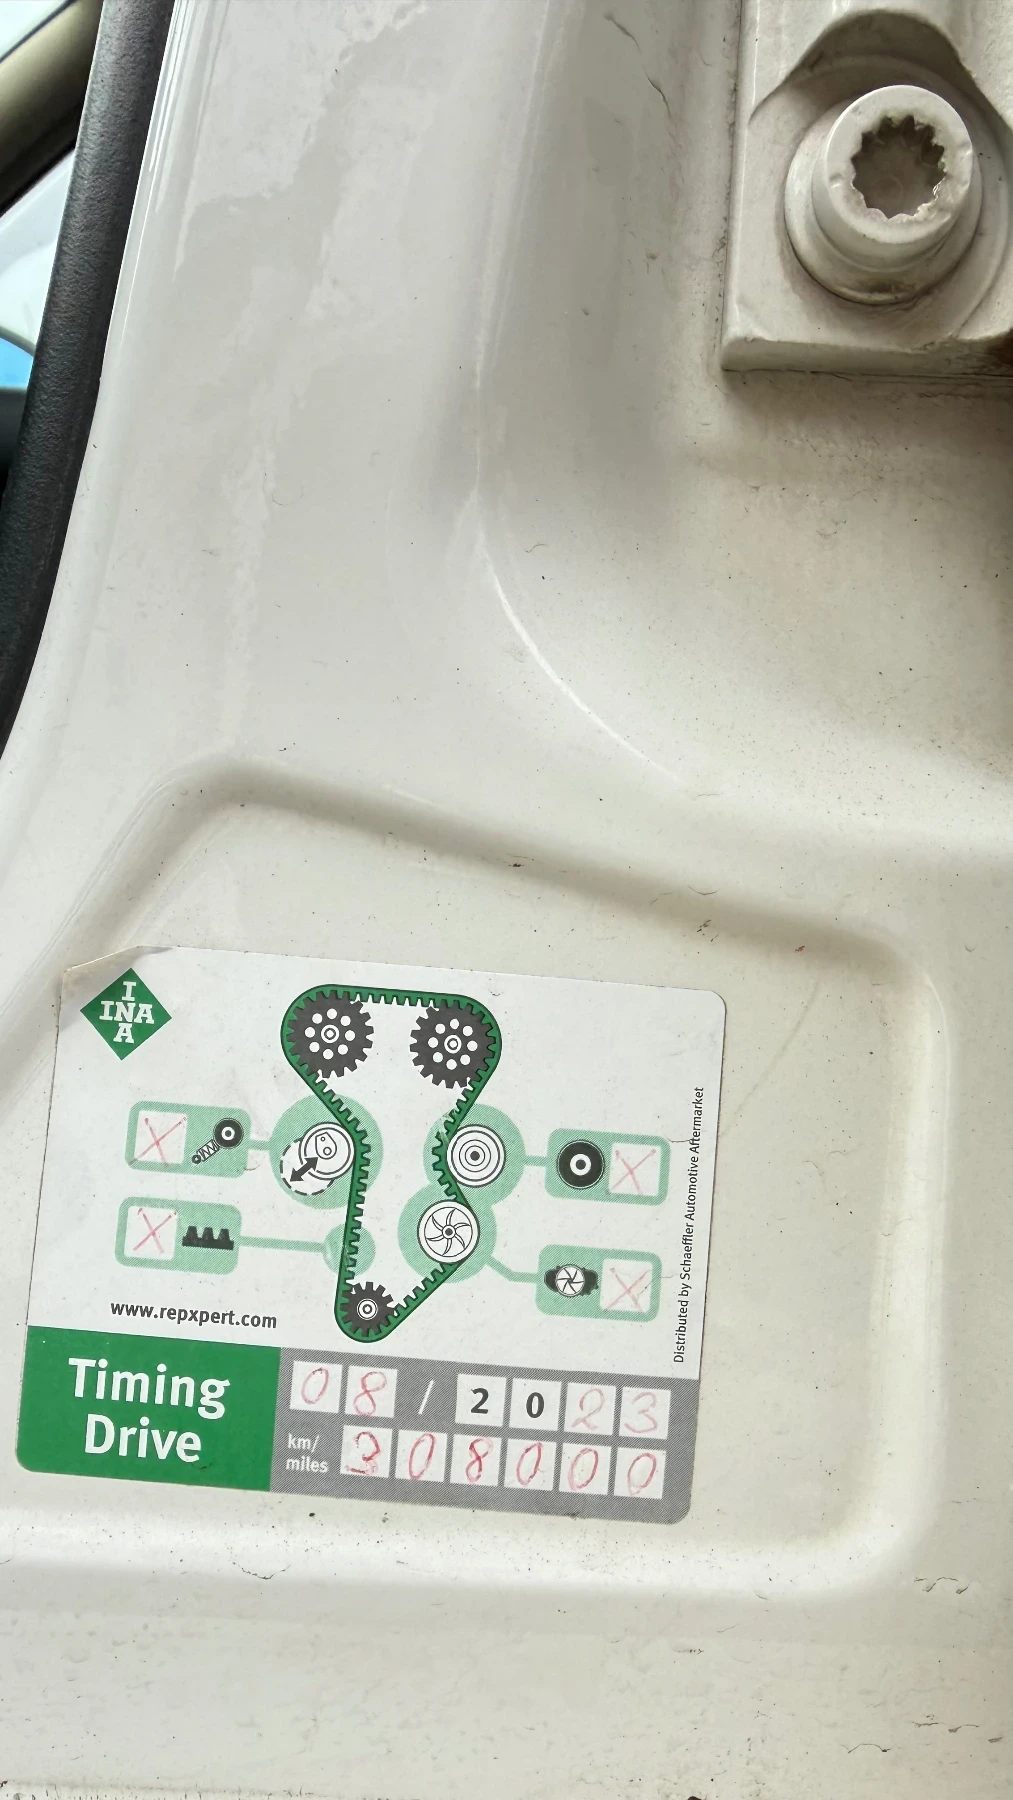 I
INA
A
Distributed by Schaeffler Automotive Aftermarket
www.repxpert.com
Timing
Drive
08 / 2023
km/
miles
308000